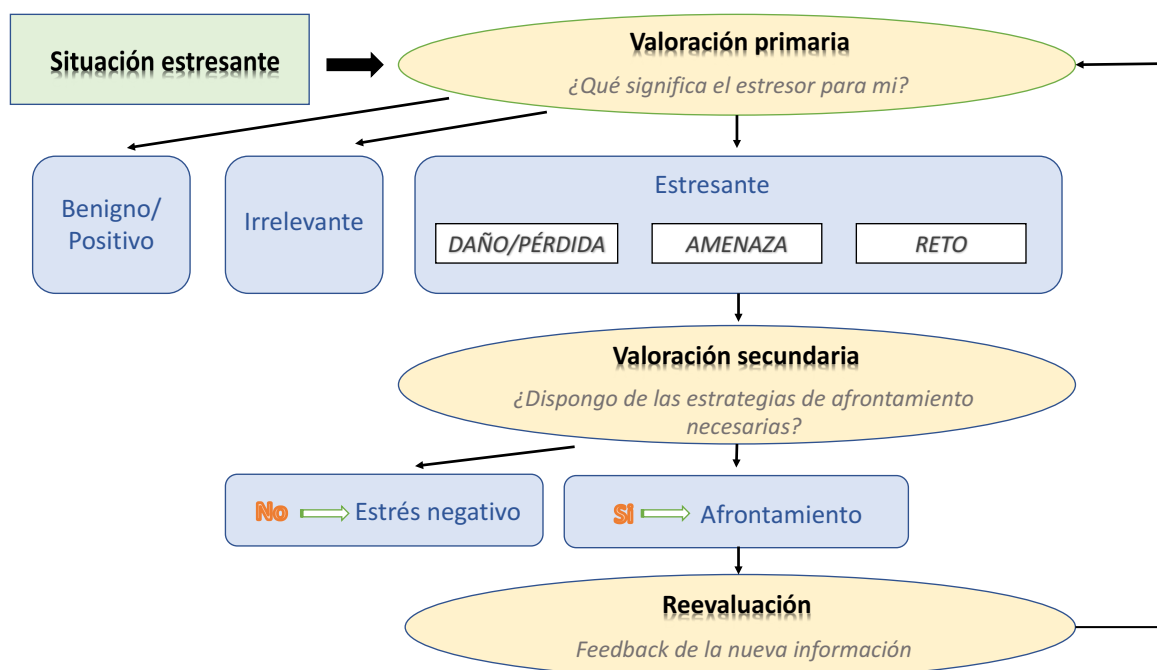 Situación estresante
Valoración primaria
¿Qué significa el estresor para mi?
Benigno/
Positivo
Irrelevante
Estresante
DAÑO/PÉRDIDA
AMENAZA
RETO
Valoración secundaria
¿Dispongo de las estrategias de afrontamiento
necesarias?
No
Estrés negativo
Si
Afrontamiento
Reevaluación
Feedback de la nueva información